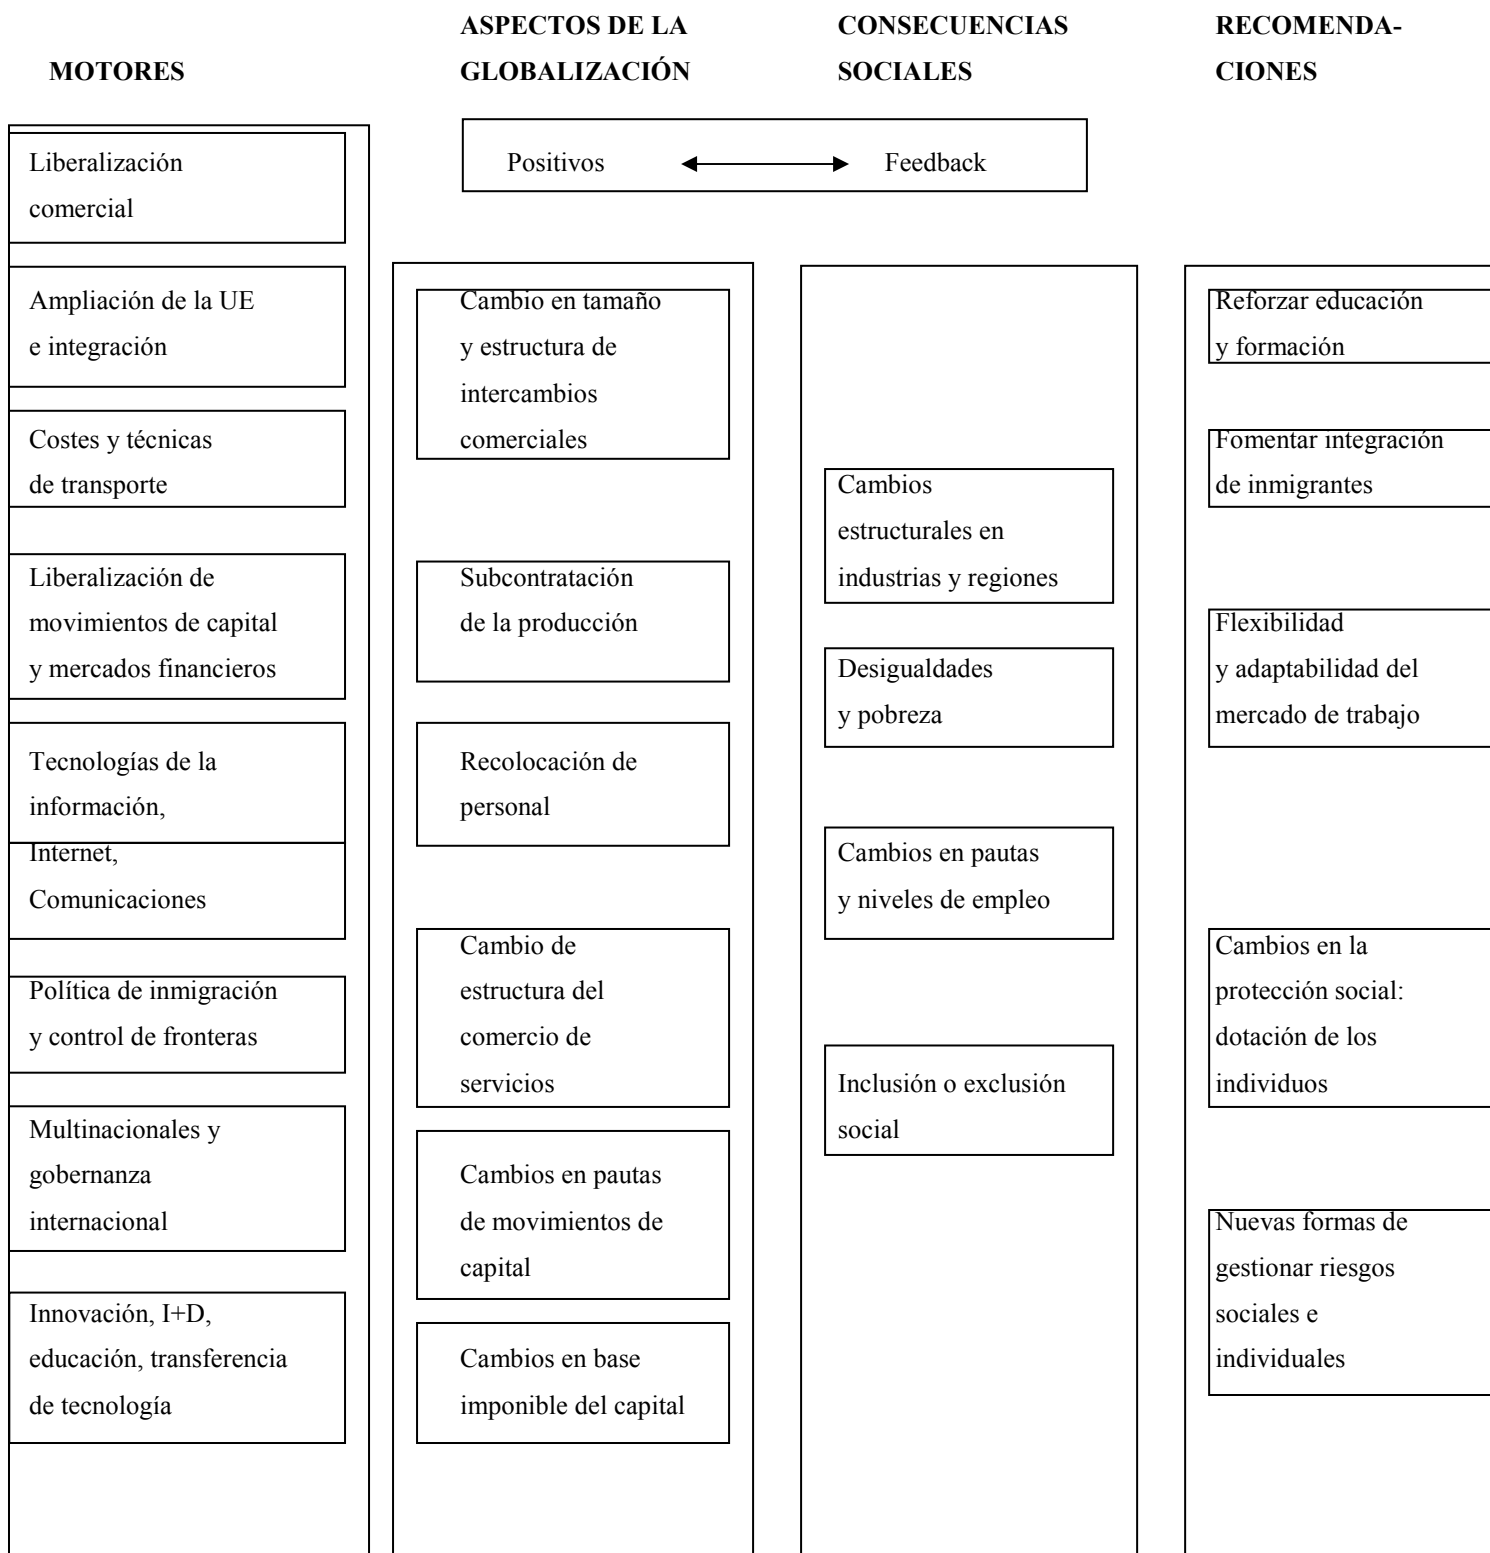 MOTORES
ASPECTOS DE LA
GLOBALIZACIÓN
CONSECUENCIAS
SOCIALES
RECOMENDA-
CIONES
Positivos
Feedback
Liberalización
comercial
Ampliación de la UE
e integración
Costes y técnicas
de transporte
Liberalización de
movimientos de capital
y mercados financieros
Tecnologías de la
información,
Internet,
Comunicaciones
Política de inmigración
y control de fronteras
Multinacionales y
gobernanza
internacional
Innovación, I+D,
educación, transferencia
de tecnología
Cambio en tamaño
y estructura de
intercambios
comerciales
Subcontratación
de la producción
Recolocación de
personal
Cambio de
estructura del
comercio de
servicios
Cambios en pautas
de movimientos de
capital
Cambios en base
imponible del capital
Cambios
estructurales en
industrias y regiones
Desigualdades
y pobreza
Cambios en pautas
y niveles de empleo
Inclusión o exclusión
social
Reforzar educación
y formación
Fomentar integración
de inmigrantes
Flexibilidad
y adaptabilidad del
mercado de trabajo
Cambios en la
protección social:
dotación de los
individuos
Nuevas formas de
gestionar riesgos
sociales e
individuales